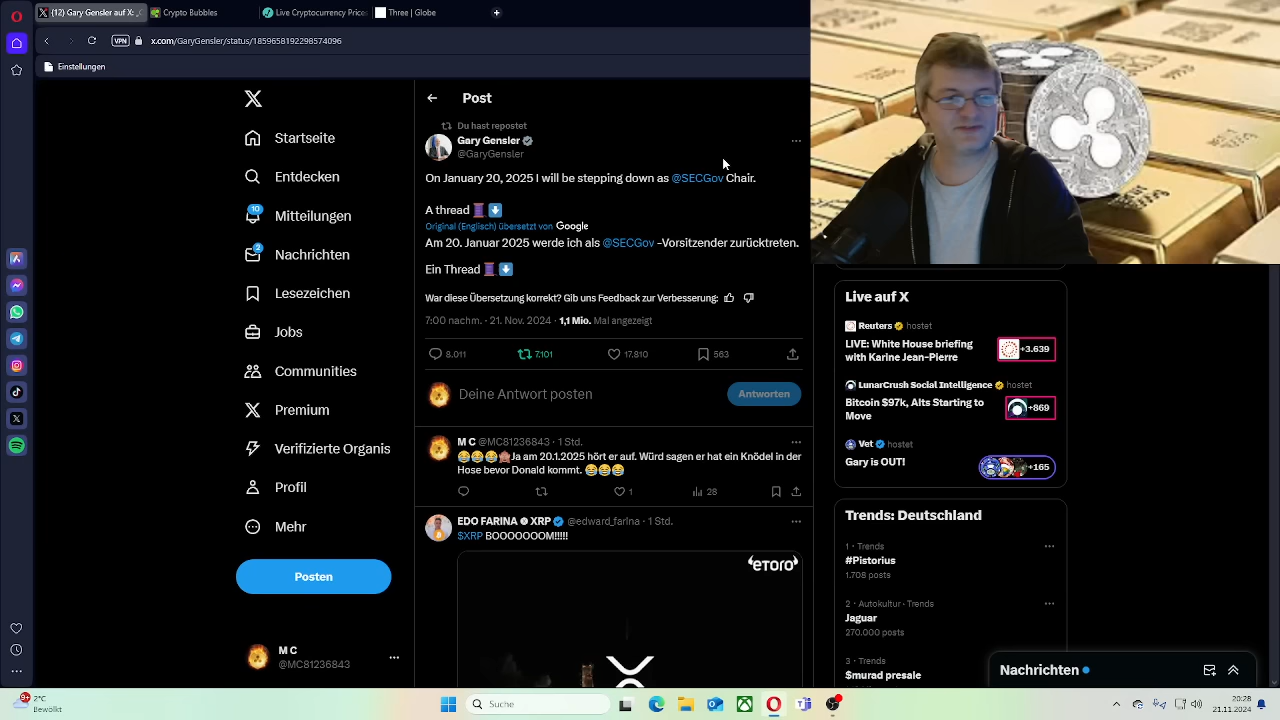 (12) Gary Gensler auf X:
Crypto Bubbles
Live Cryptocurrency Price
Three | Globe
VPN
x.com/GaryGensler/status/1859658192298574096
Einstellungen
Startseite
Entdecken
10
Mitteilungen
2
Nachrichten
Lesezeichen
Jobs
Communities
Premium
Verifizierte Organis
Profil
Mehr
Posten
M C
@MC81236843
Post
Du hast repostet
Gary Gensler
@GaryGensler
On January 20, 2025 I will be stepping down as @SECGov Chair.
A thread 🧵 ⬇️
Original (Englisch) übersetzt von Google
Am 20. Januar 2025 werde ich als @SECGov -Vorsitzender zurücktreten.
Ein Thread 🧵 ⬇️
War diese Übersetzung korrekt? Gib uns Feedback zur Verbesserung:
7:00 nachm. · 21. Nov. 2024 · 1,1 Mio. Mal angezeigt
8.011 7.101 17.810 563
Deine Antwort posten
Antworten
M C @MC81236843 · 1 Std.
Ja am 20.1.2025 hört er auf. Würd sagen er hat ein Knödel in der
Hose bevor Donald kommt. 😂😂😂
1 28
EDO FARINA XRP @edward_farina · 1 Std.
$XRP BOOOOOOOM!!!!!
etoro
Live auf X
Reuters hostet
LIVE: White House briefing
with Karine Jean-Pierre
+3.639
LunarCrush Social Intelligence hostet
Bitcoin $97k, Alts Starting to
Move
+869
Vet hostet
Gary is OUT!
+165
Trends: Deutschland
1 · Trends
#Pistorius
1.708 posts
2 · Autokultur · Trends
Jaguar
270.000 posts
3 · Trends
$murad presale
Nachrichten
2°C
Bewölkt
Suche
20:22
21.11.2024